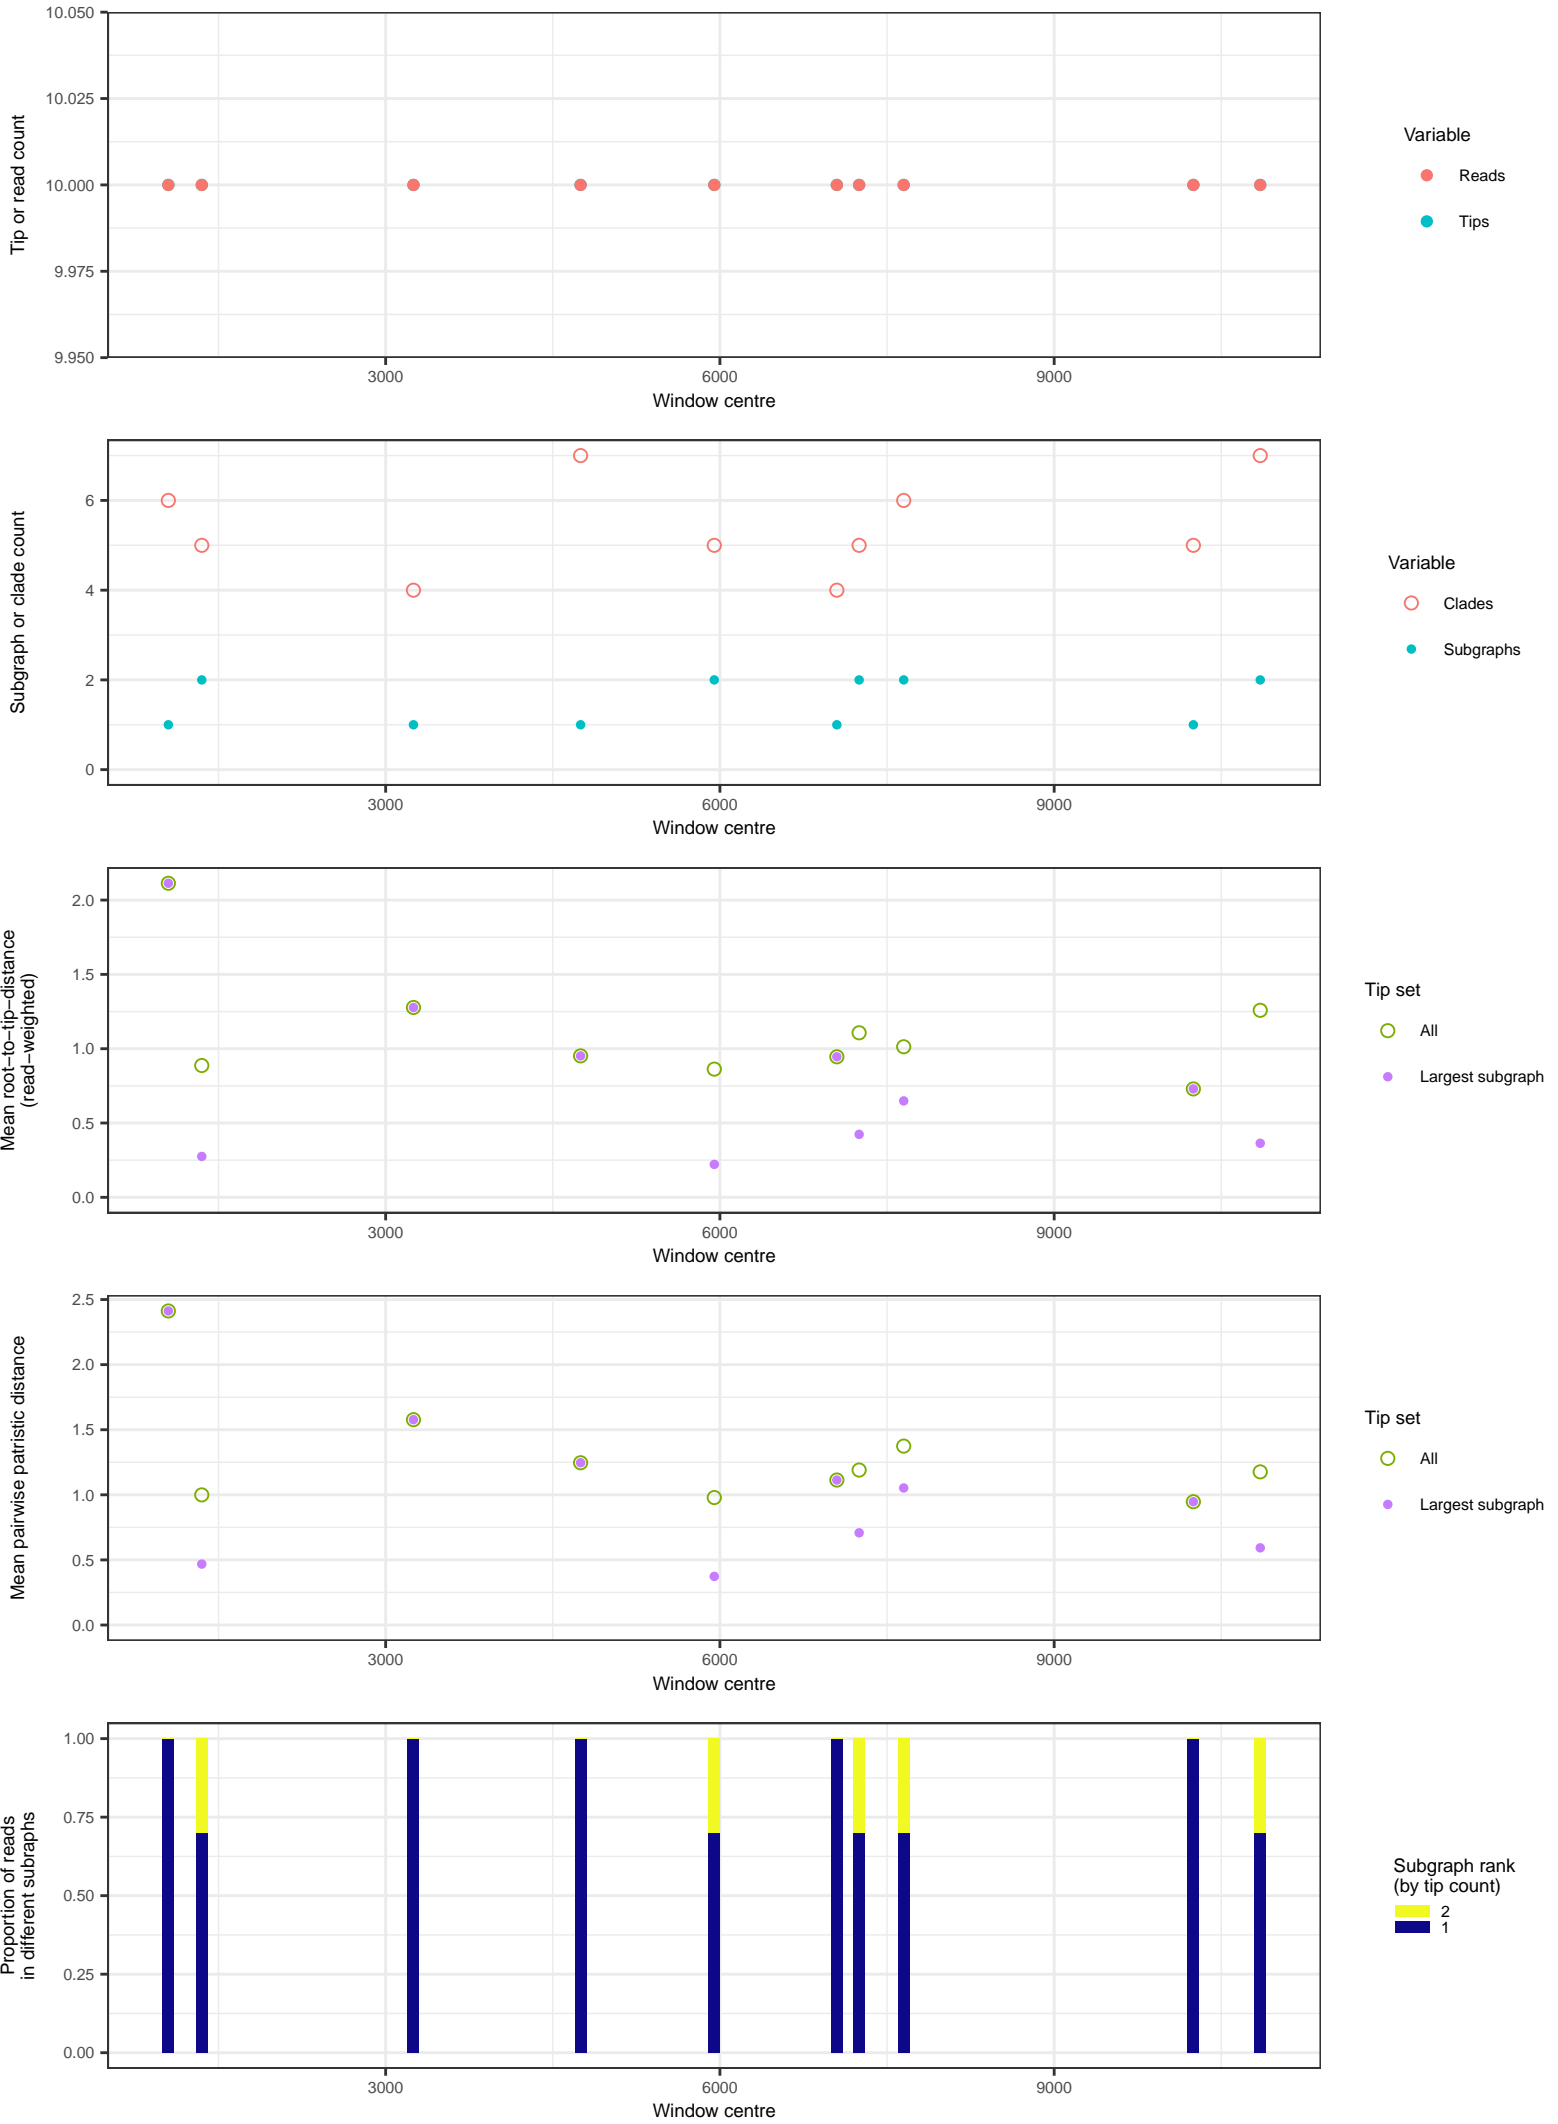 10.050
10.025
10.000
9.975
9.950
Tip or read count
3000 6000 9000
Window centre
Variable
Reads
Tips
6
4
2
0
Subgraph or clade count
3000 6000 9000
Window centre
Variable
Clades
Subgraphs
2.0
1.5
1.0
0.5
0.0
Mean root−to−tip−distance
(read−weighted)
3000 6000 9000
Window centre
Tip set
All
Largest subgraph
2.5
2.0
1.5
1.0
0.5
0.0
Mean pairwise patristic distance
3000 6000 9000
Window centre
Tip set
All
Largest subgraph
1.00
0.75
0.50
0.25
0.00
Proportion of reads
in different subraphs
3000 6000 9000
Window centre
Subgraph rank
(by tip count)
2
1